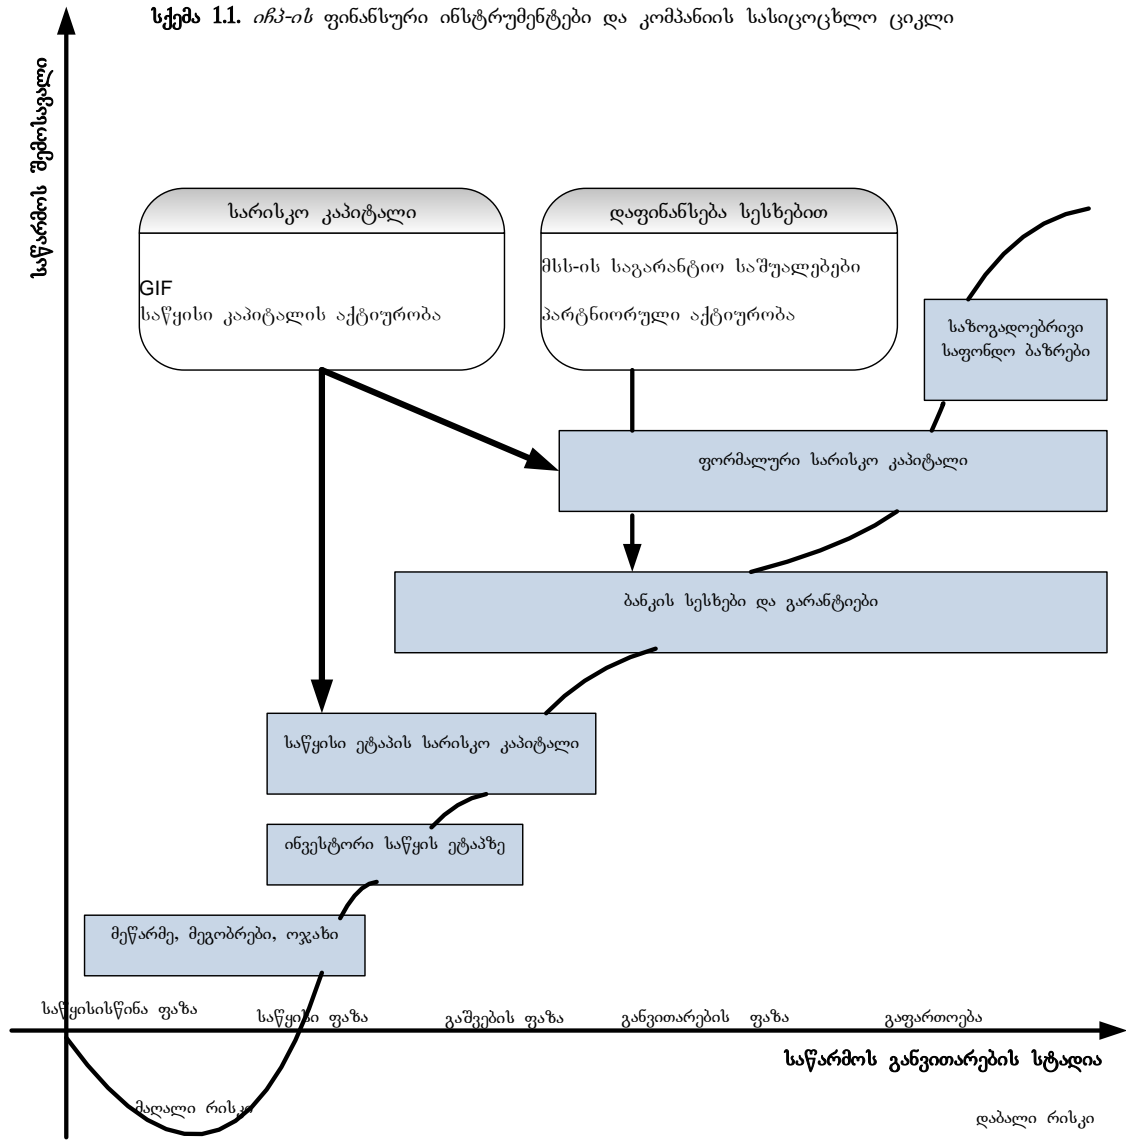 სქემა 1.1. იჩპ-ის ფინანსური ინსტრუმენტები და კომპანიის სასიცოცხლო ციკლი
საწარმოს შემოსავალი
სარისკო კაპიტალი
GIF
საწყისი კაპიტალის აქტიურობა
დაფინანსება სესხებით
მსს-ის საგარანტიო საშუალებები
პარტნიორული აქტიურობა
საზოგადოებრივი
საფონდო ბაზრები
ფორმალური სარისკო კაპიტალი
ბანკის სესხები და გარანტიები
საწყისი ეტაპის სარისკო კაპიტალი
ინვესტორი საწყის ეტაპზე
მეწარმე, მეგობრები, ოჯახი
საწყისისწინა ფაზა
საწყისი ფაზა
გაშვების ფაზა
განვითარების ფაზა
გაფართოება
საწარმოს განვითარების სტადია
მაღალი რისკი
დაბალი რისკი